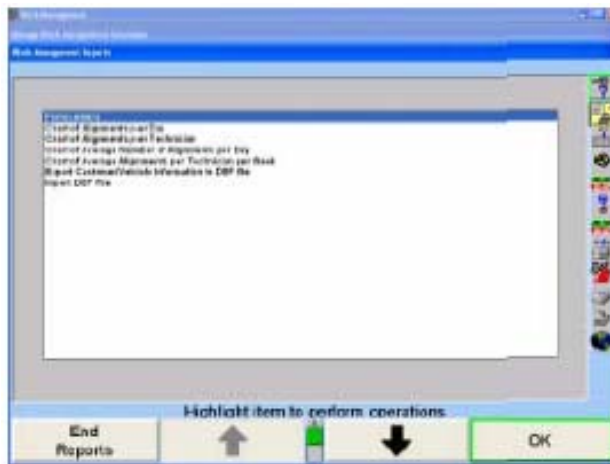 Work Management
Work Management Reports
Chart of Alignments per Day
Chart of Alignments per Technician
Chart of Average Number of Alignments per Day
Chart of Average Alignments per Technician per Week
Export Customer/Vehicle Information to DBF file
Import DBF file
Highlight item to perform operations
End
Reports
OK